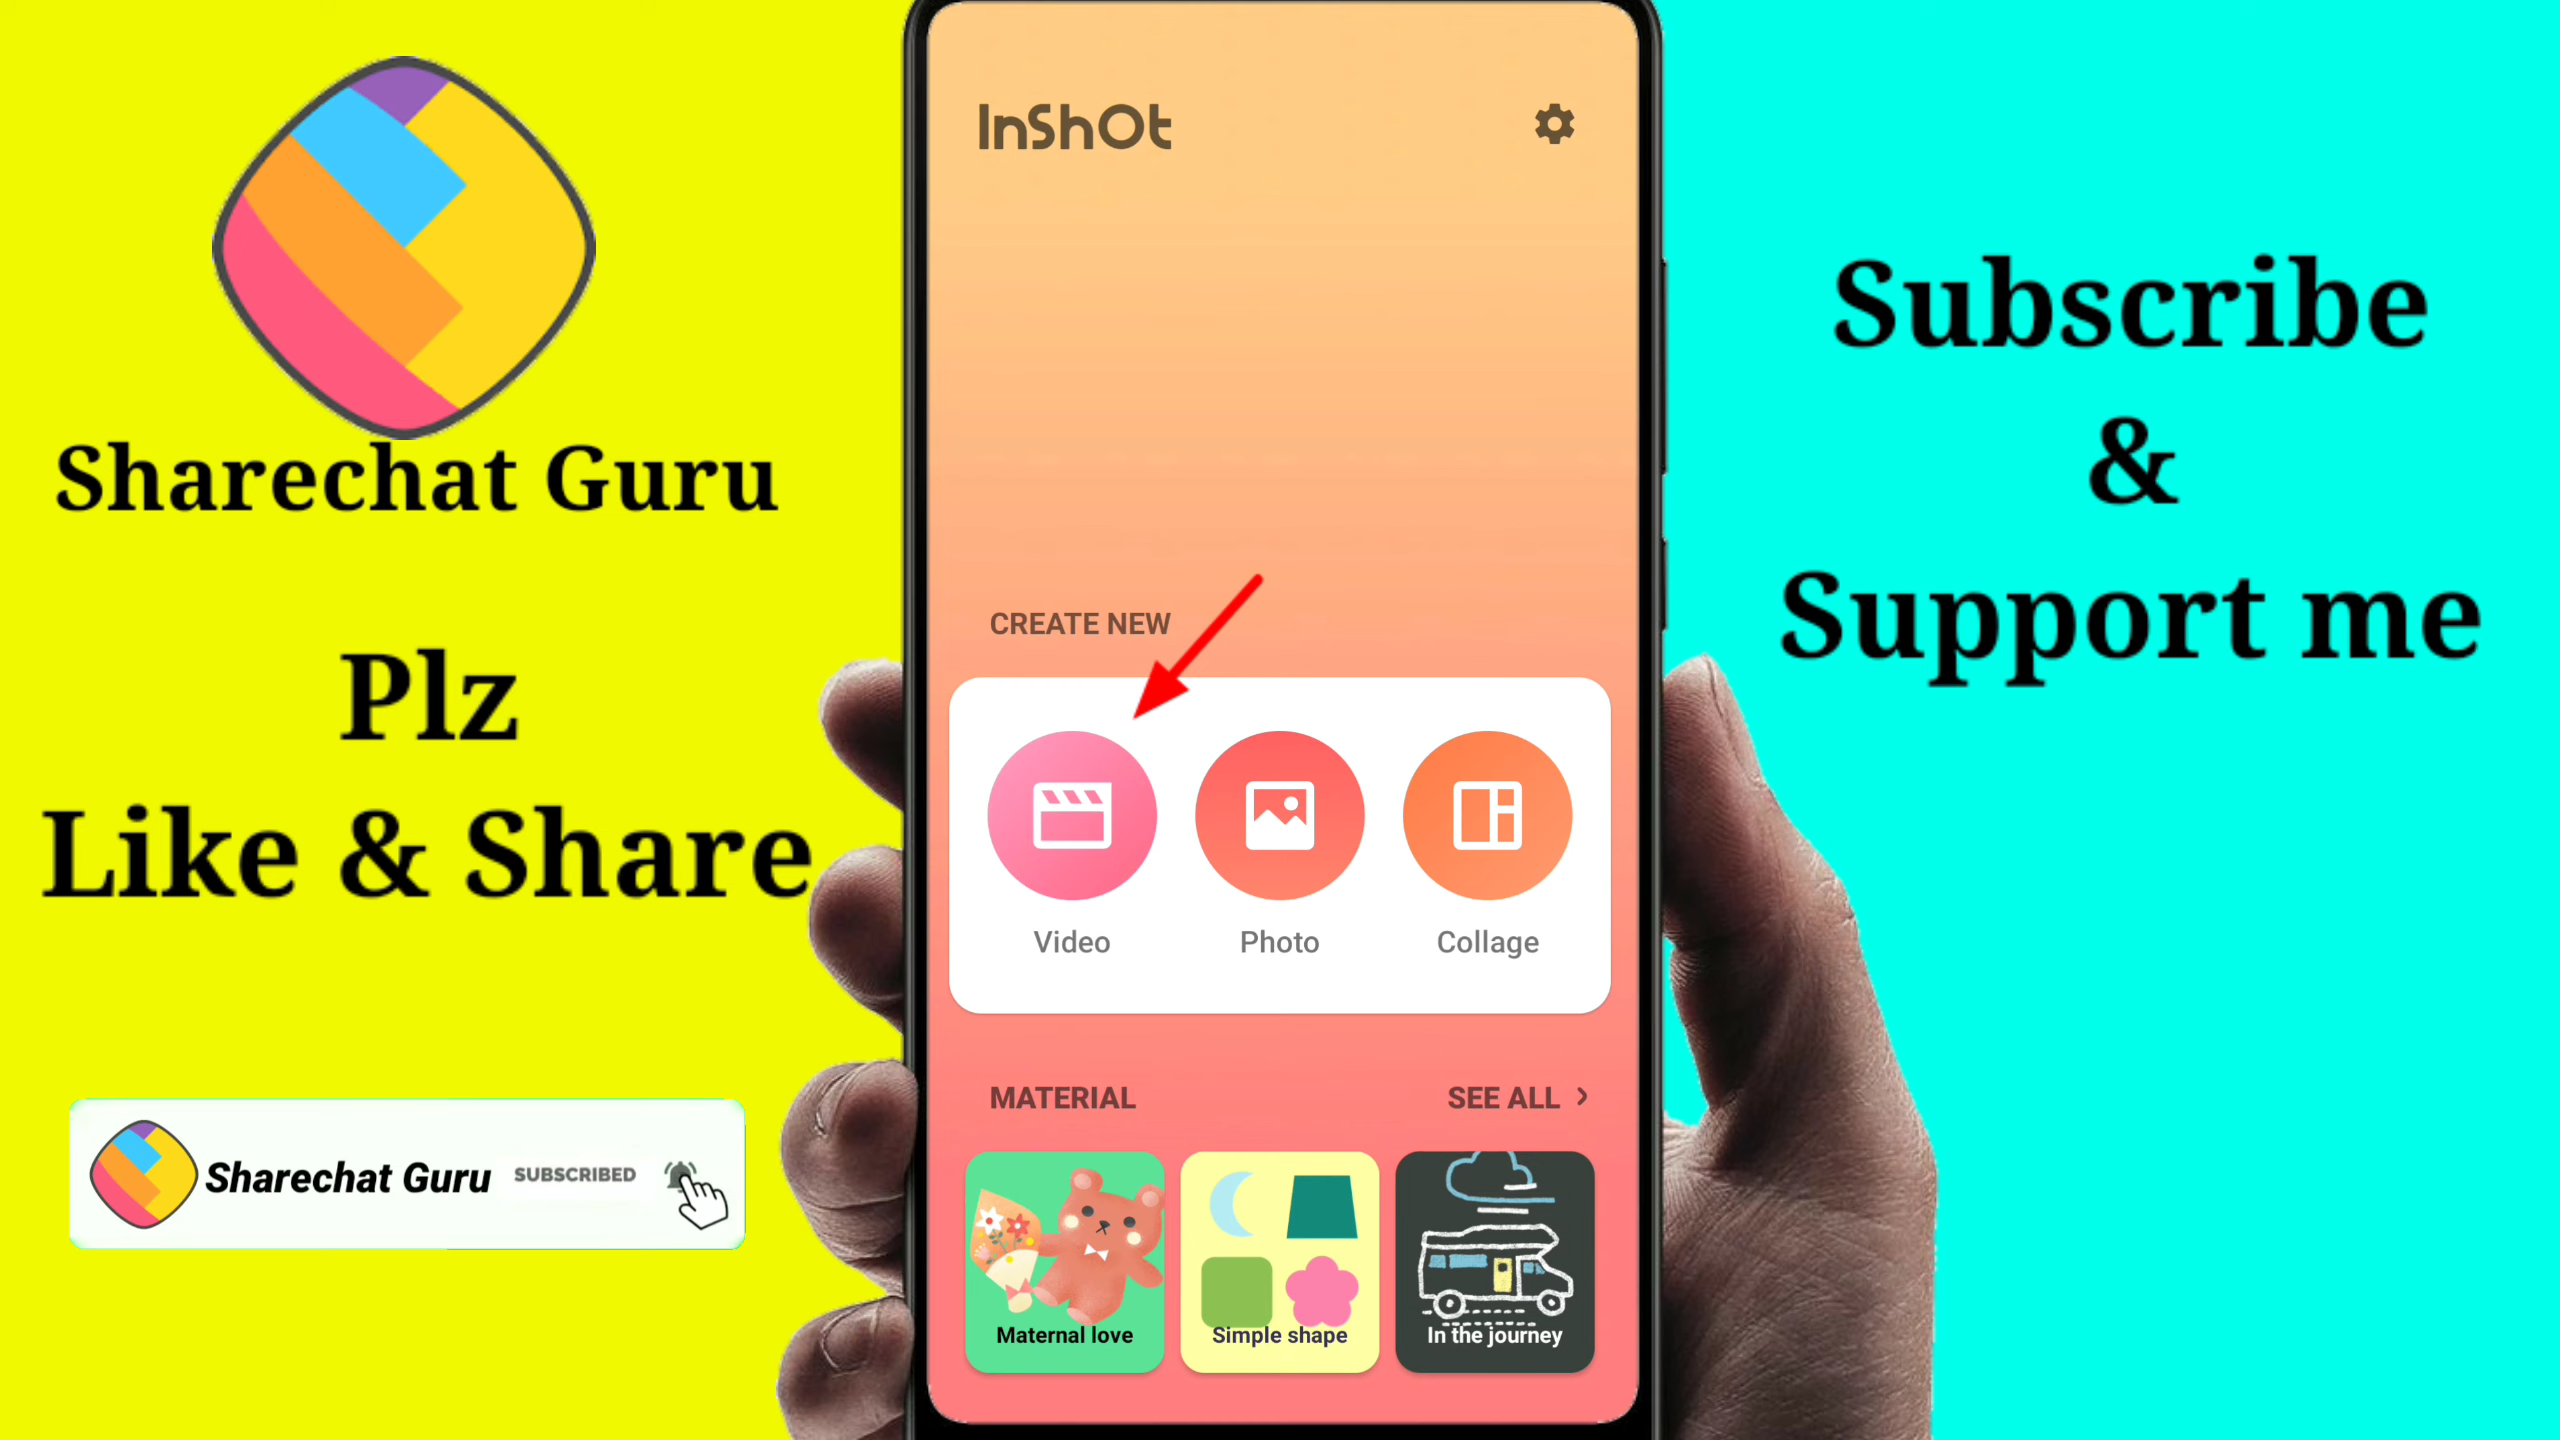 Sharechat Guru
Plz
Like & Share
Sharechat Guru SUBSCRIBED
InShOt
CREATE NEW
Video Photo Collage
MATERIAL SEE ALL >
Maternal love Simple shape In the journey
Subscribe
&
Support me